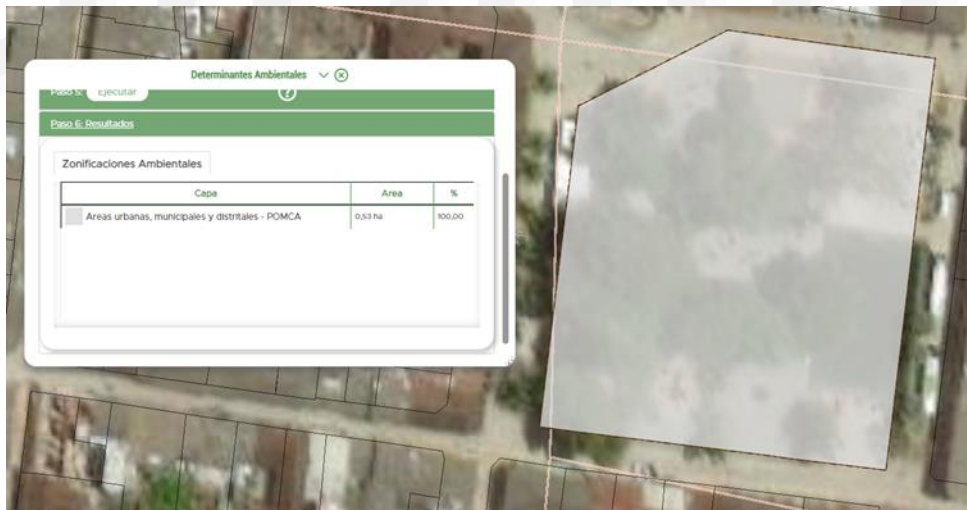 Determinantes Ambientales
Paso 5: Ejecutar ?
Paso 6: Resultados
Zonificaciones Ambientales
Capa Area %
Areas urbanas, municipales y distritales - POMCA 0,53 ha 100,00